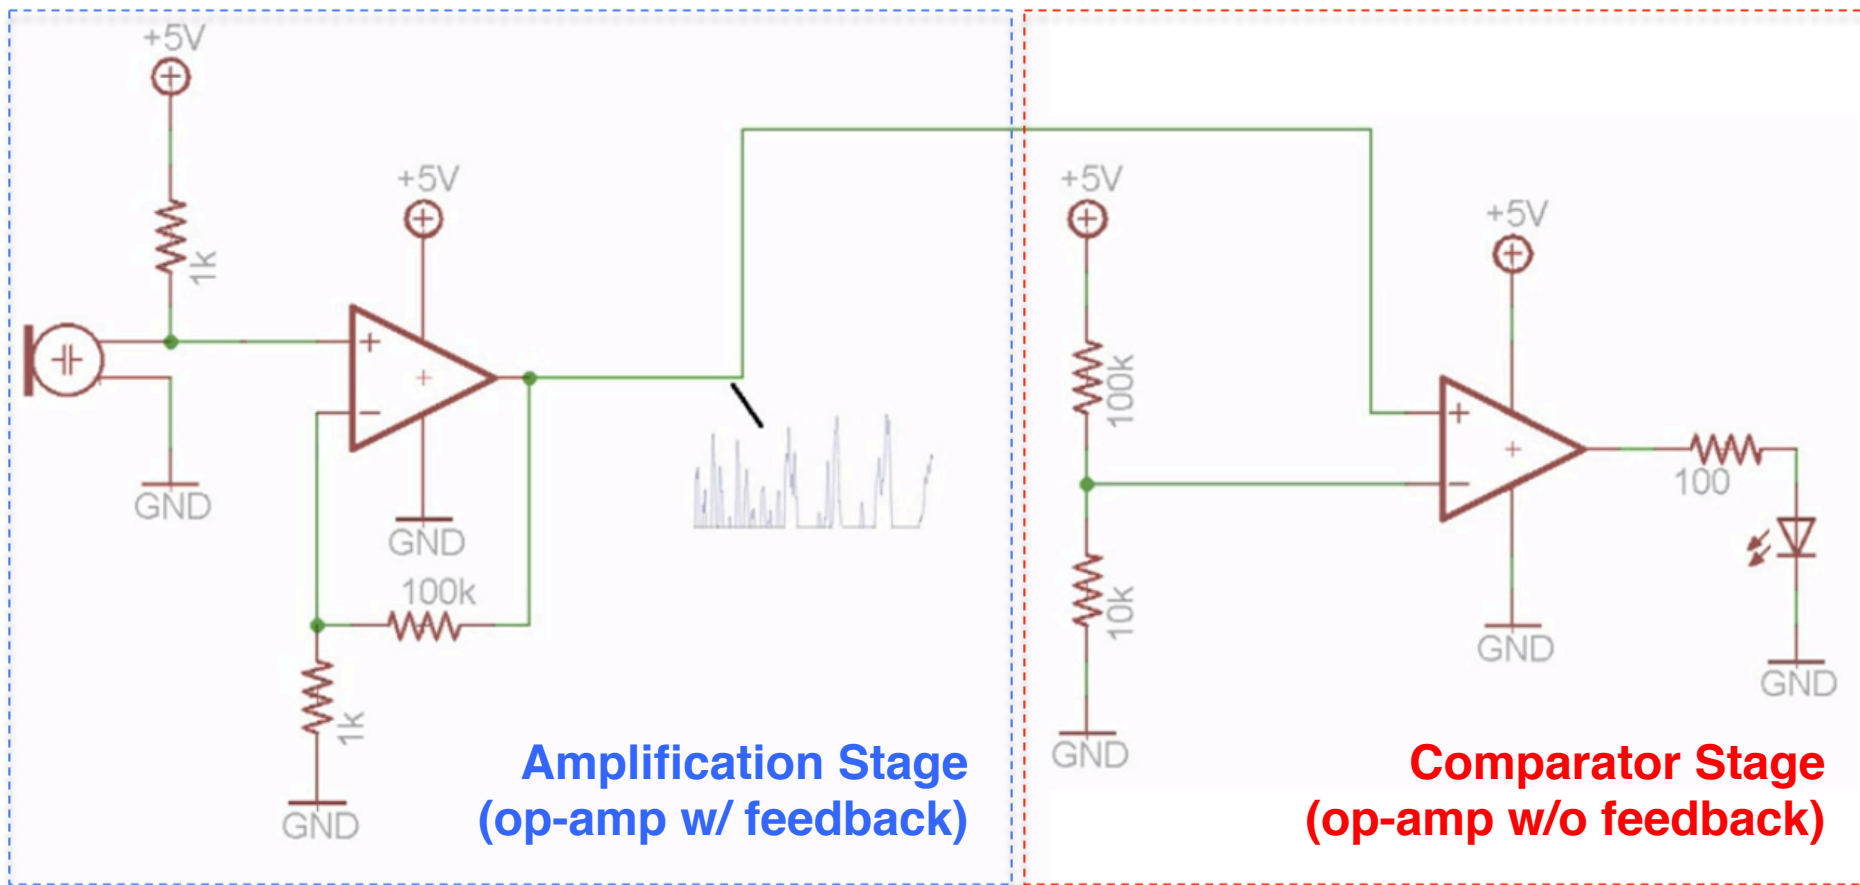 +5V
1k
GND
+5V
GND
100k
1k
GND
Amplification Stage
(op-amp w/ feedback)
+5V
100k
10k
GND
+5V
GND
100
GND
Comparator Stage
(op-amp w/o feedback)